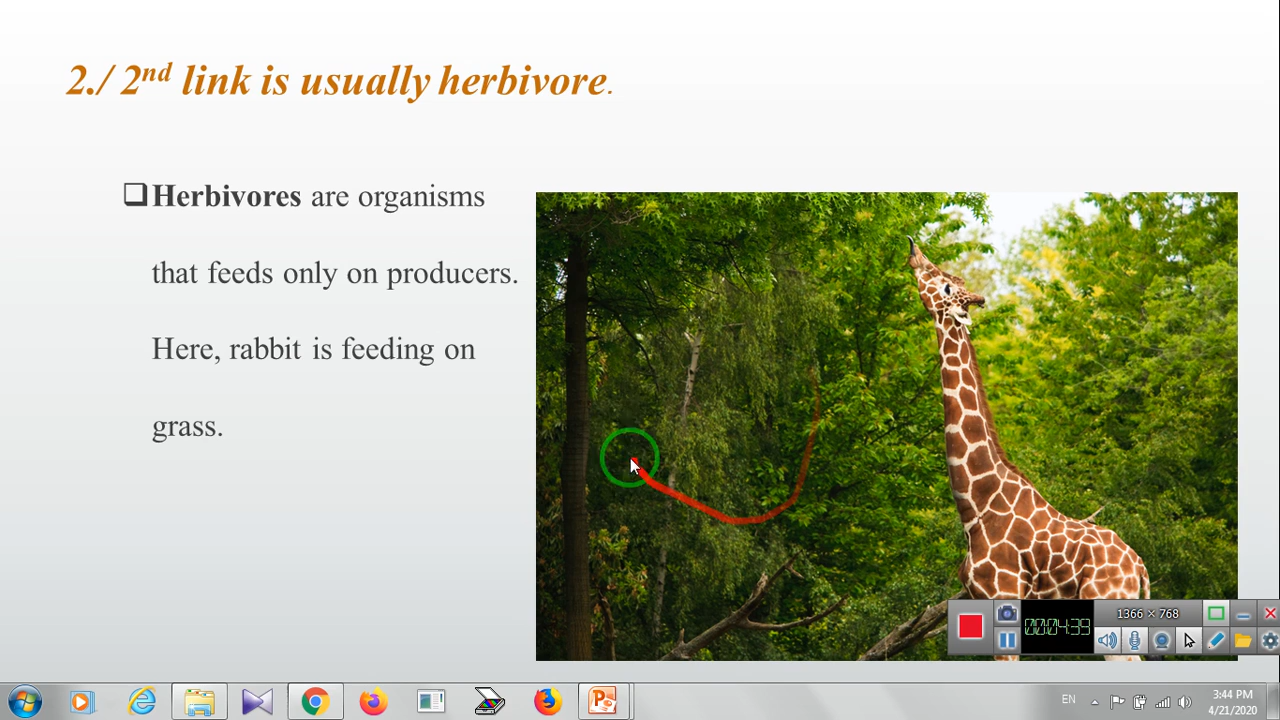 2./ 2nd link is usually herbivore.
Herbivores are organisms
that feeds only on producers.
Here, rabbit is feeding on
grass.
1366 × 768
00:04:39
EN
3:44 PM
4/21/2020